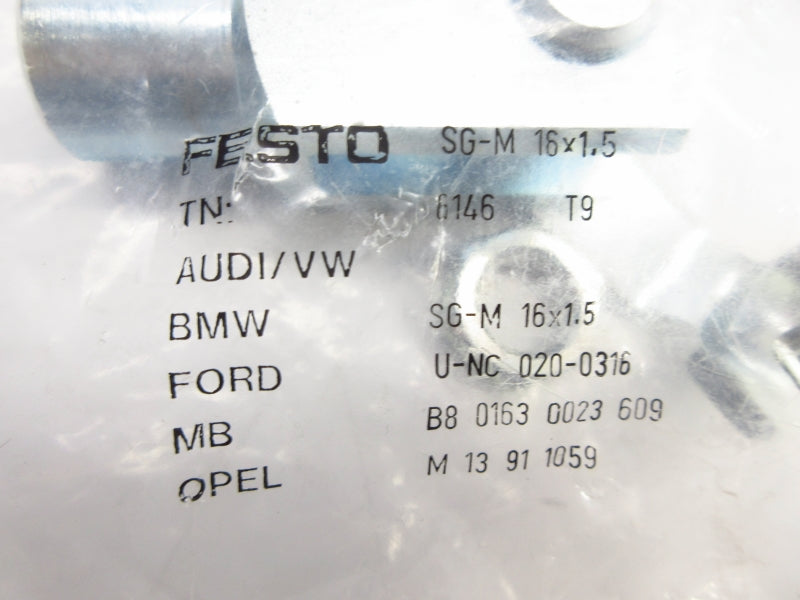 FESTO SG-M 16x1.5
TN: 6146 T9
AUDI/VW
BMW SG-M 16x1.5
FORD U-NC 020-0316
MB B8 0163 0023 609
OPEL M 13 91 1059